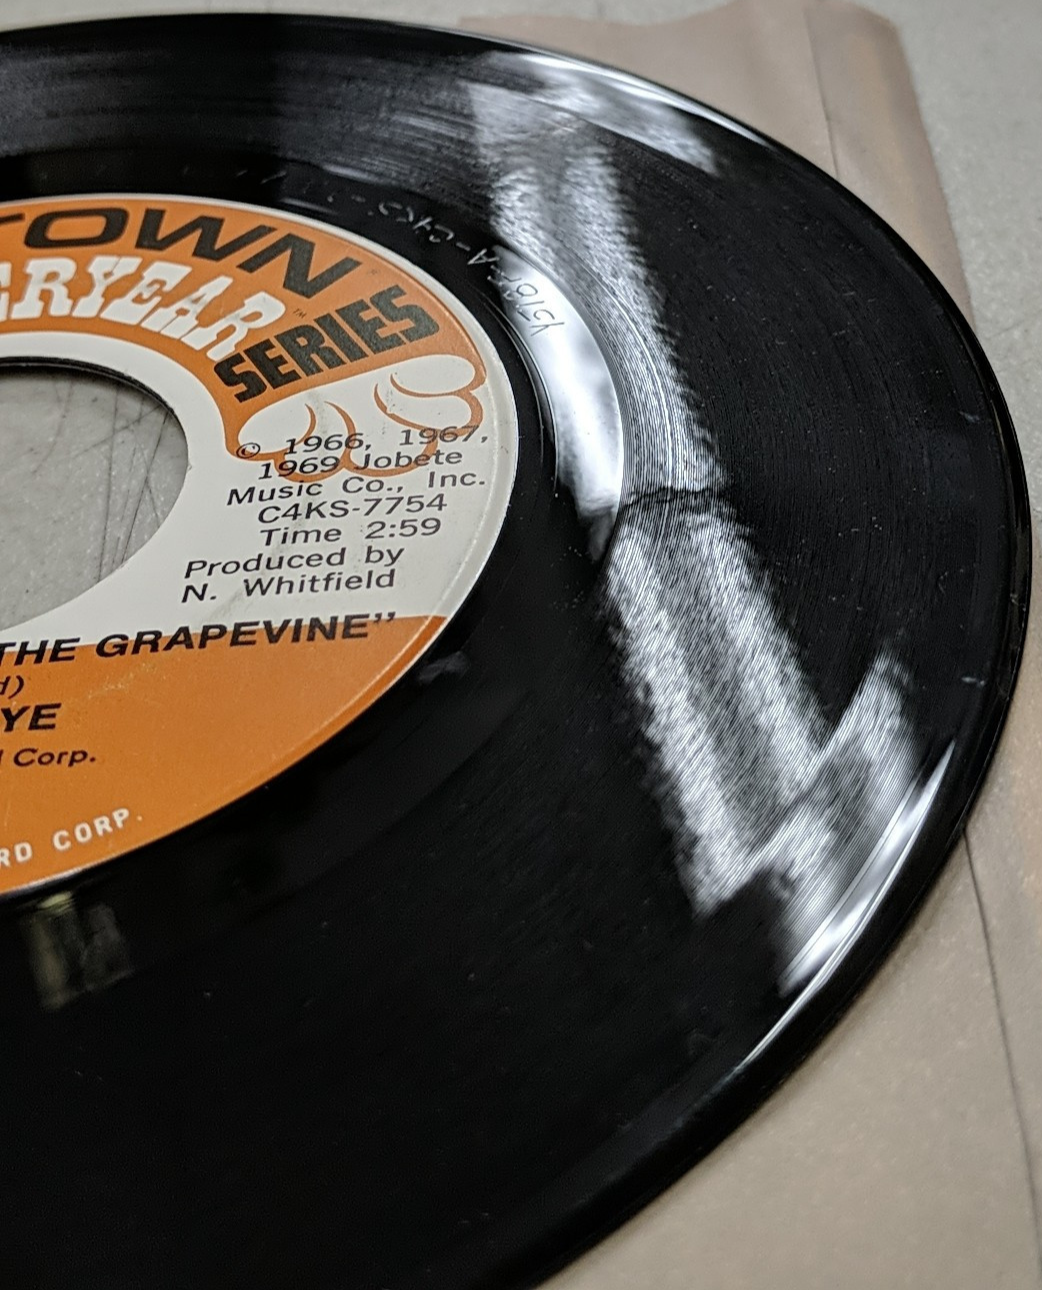 TOWN
ERYEAR™
SERIES
© 1966, 1967,
1969 Jobete
Music Co., Inc.
C4KS-7754
Time 2:59
Produced by
N. Whitfield
THE GRAPEVINE”
d)
YE
Corp.
RD CORP.